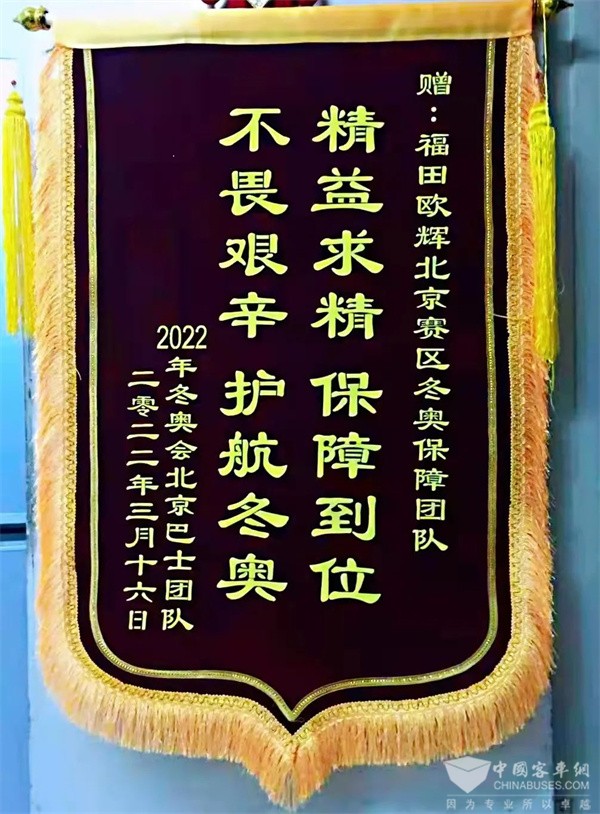 赠：福田欧辉北京赛区冬奥保障团队
精益求精 保障到位
不畏艰辛 护航冬奥
2022年冬奥会北京巴士团队
二零二二年三月十六日
中國客車網
CHINABUSES.COM
因为专业所以卓越